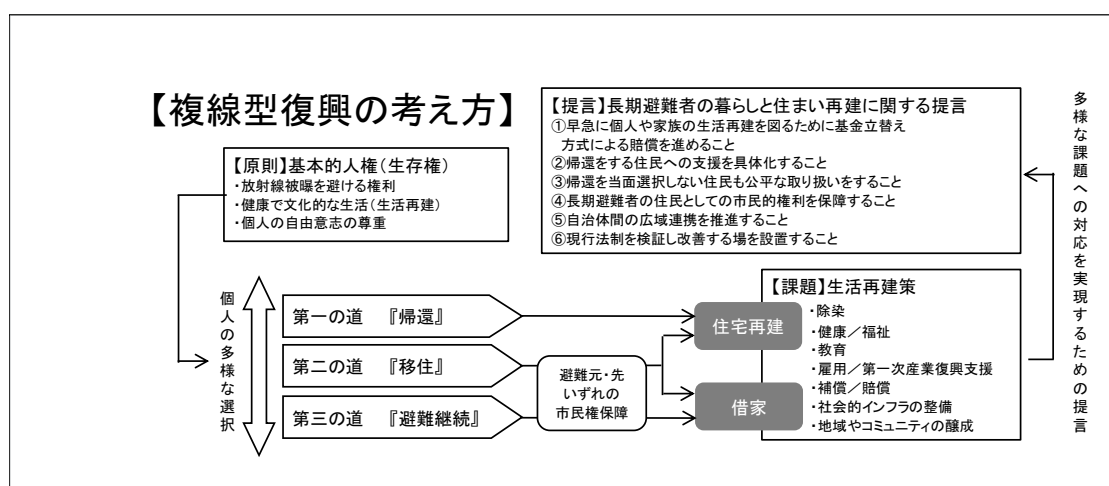 【複線型復興の考え方】
【原則】基本的人権(生存権)
・放射線被曝を避ける権利
・健康で文化的な生活(生活再建)
・個人の自由意志の尊重
【提言】長期避難者の暮らしと住まい再建に関する提言
①早急に個人や家族の生活再建を図るために基金立替え
方式による賠償を進めること
②帰還をする住民への支援を具体化すること
③帰還を当面選択しない住民も公平な取り扱いをすること
④長期避難者の住民としての市民的権利を保障すること
⑤自治体間の広域連携を推進すること
⑥現行法制を検証し改善する場を設置すること
多様な課題への対応を実現するための提言
個人の多様な選択
第一の道 『帰還』
第二の道 『移住』
第三の道 『避難継続』
避難元・先
いずれの
市民権保障
住宅再建
借家
【課題】生活再建策
・除染
・健康/福祉
・教育
・雇用/第一次産業復興支援
・補償/賠償
・社会的インフラの整備
・地域やコミュニティの醸成